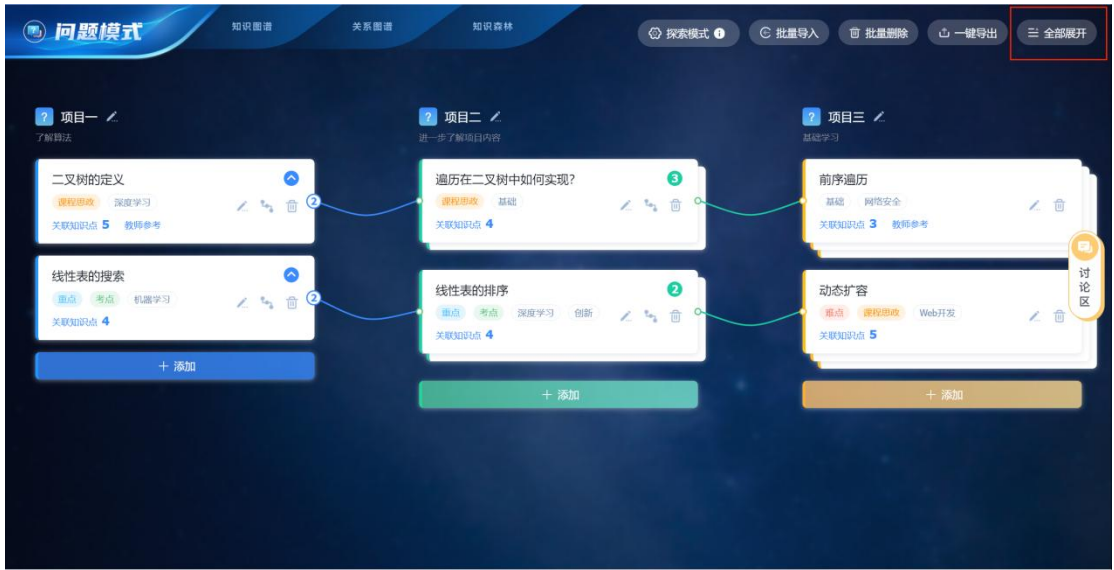 问题模式
知识图谱
关系图谱
知识森林
探索模式
批量导入
批量删除
一键导出
全部展开
项目一
了解算法
二叉树的定义
课程思政 深度学习
2
关联知识点 5 教师参考
线性表的搜索
重点 考点 机器学习
2
关联知识点 4
+ 添加
项目二
进一步了解项目内容
遍历在二叉树中如何实现?
3
课程思政 基础
关联知识点 4
线性表的排序
2
重点 考点 深度学习 创新
关联知识点 4
+ 添加
项目三
基础学习
前序遍历
基础 网络安全
关联知识点 3 教师参考
动态扩容
重点 课程思政 Web开发
关联知识点 5
+ 添加
讨论区